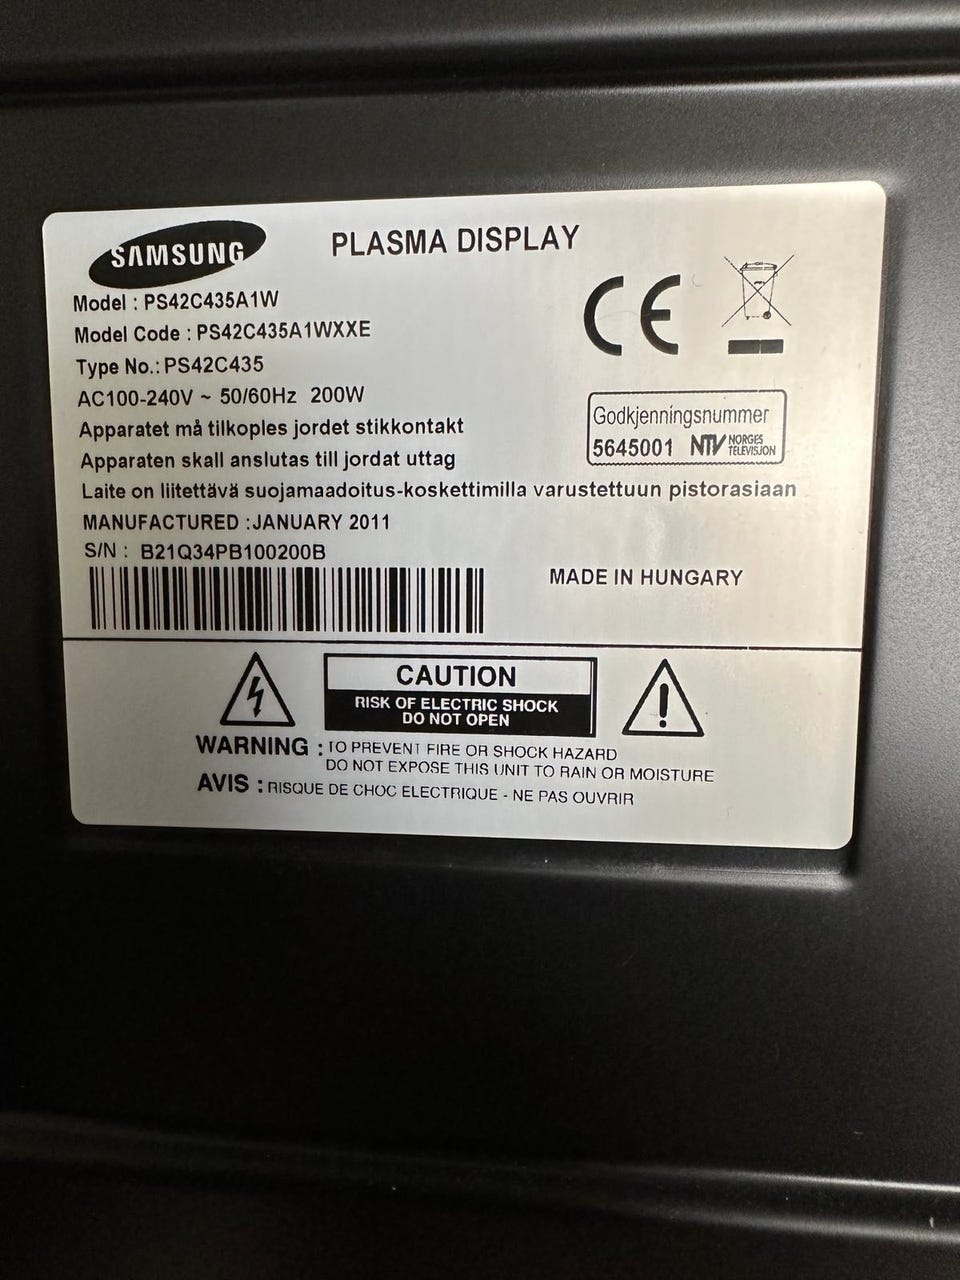 SAMSUNG
PLASMA DISPLAY
Model : PS42C435A1W
Model Code : PS42C435A1WXXE
Type No.: PS42C435
AC100-240V ~ 50/60Hz 200W
Apparatet må tilkoples jordet stikkontakt
Apparaten skall anslutas till jordat uttag
Laite on liitettävä suojamaadoitus-koskettimilla varustettuun pistorasiaan
CE
Godkjenningsnummer
5645001 NTV NORGES
TELEVISJON
MANUFACTURED :JANUARY 2011
S/N : B21Q34PB100200B
MADE IN HUNGARY
CAUTION
RISK OF ELECTRIC SHOCK
DO NOT OPEN
WARNING : TO PREVENT FIRE OR SHOCK HAZARD
DO NOT EXPOSE THIS UNIT TO RAIN OR MOISTURE
AVIS : RISQUE DE CHOC ELECTRIQUE - NE PAS OUVRIR